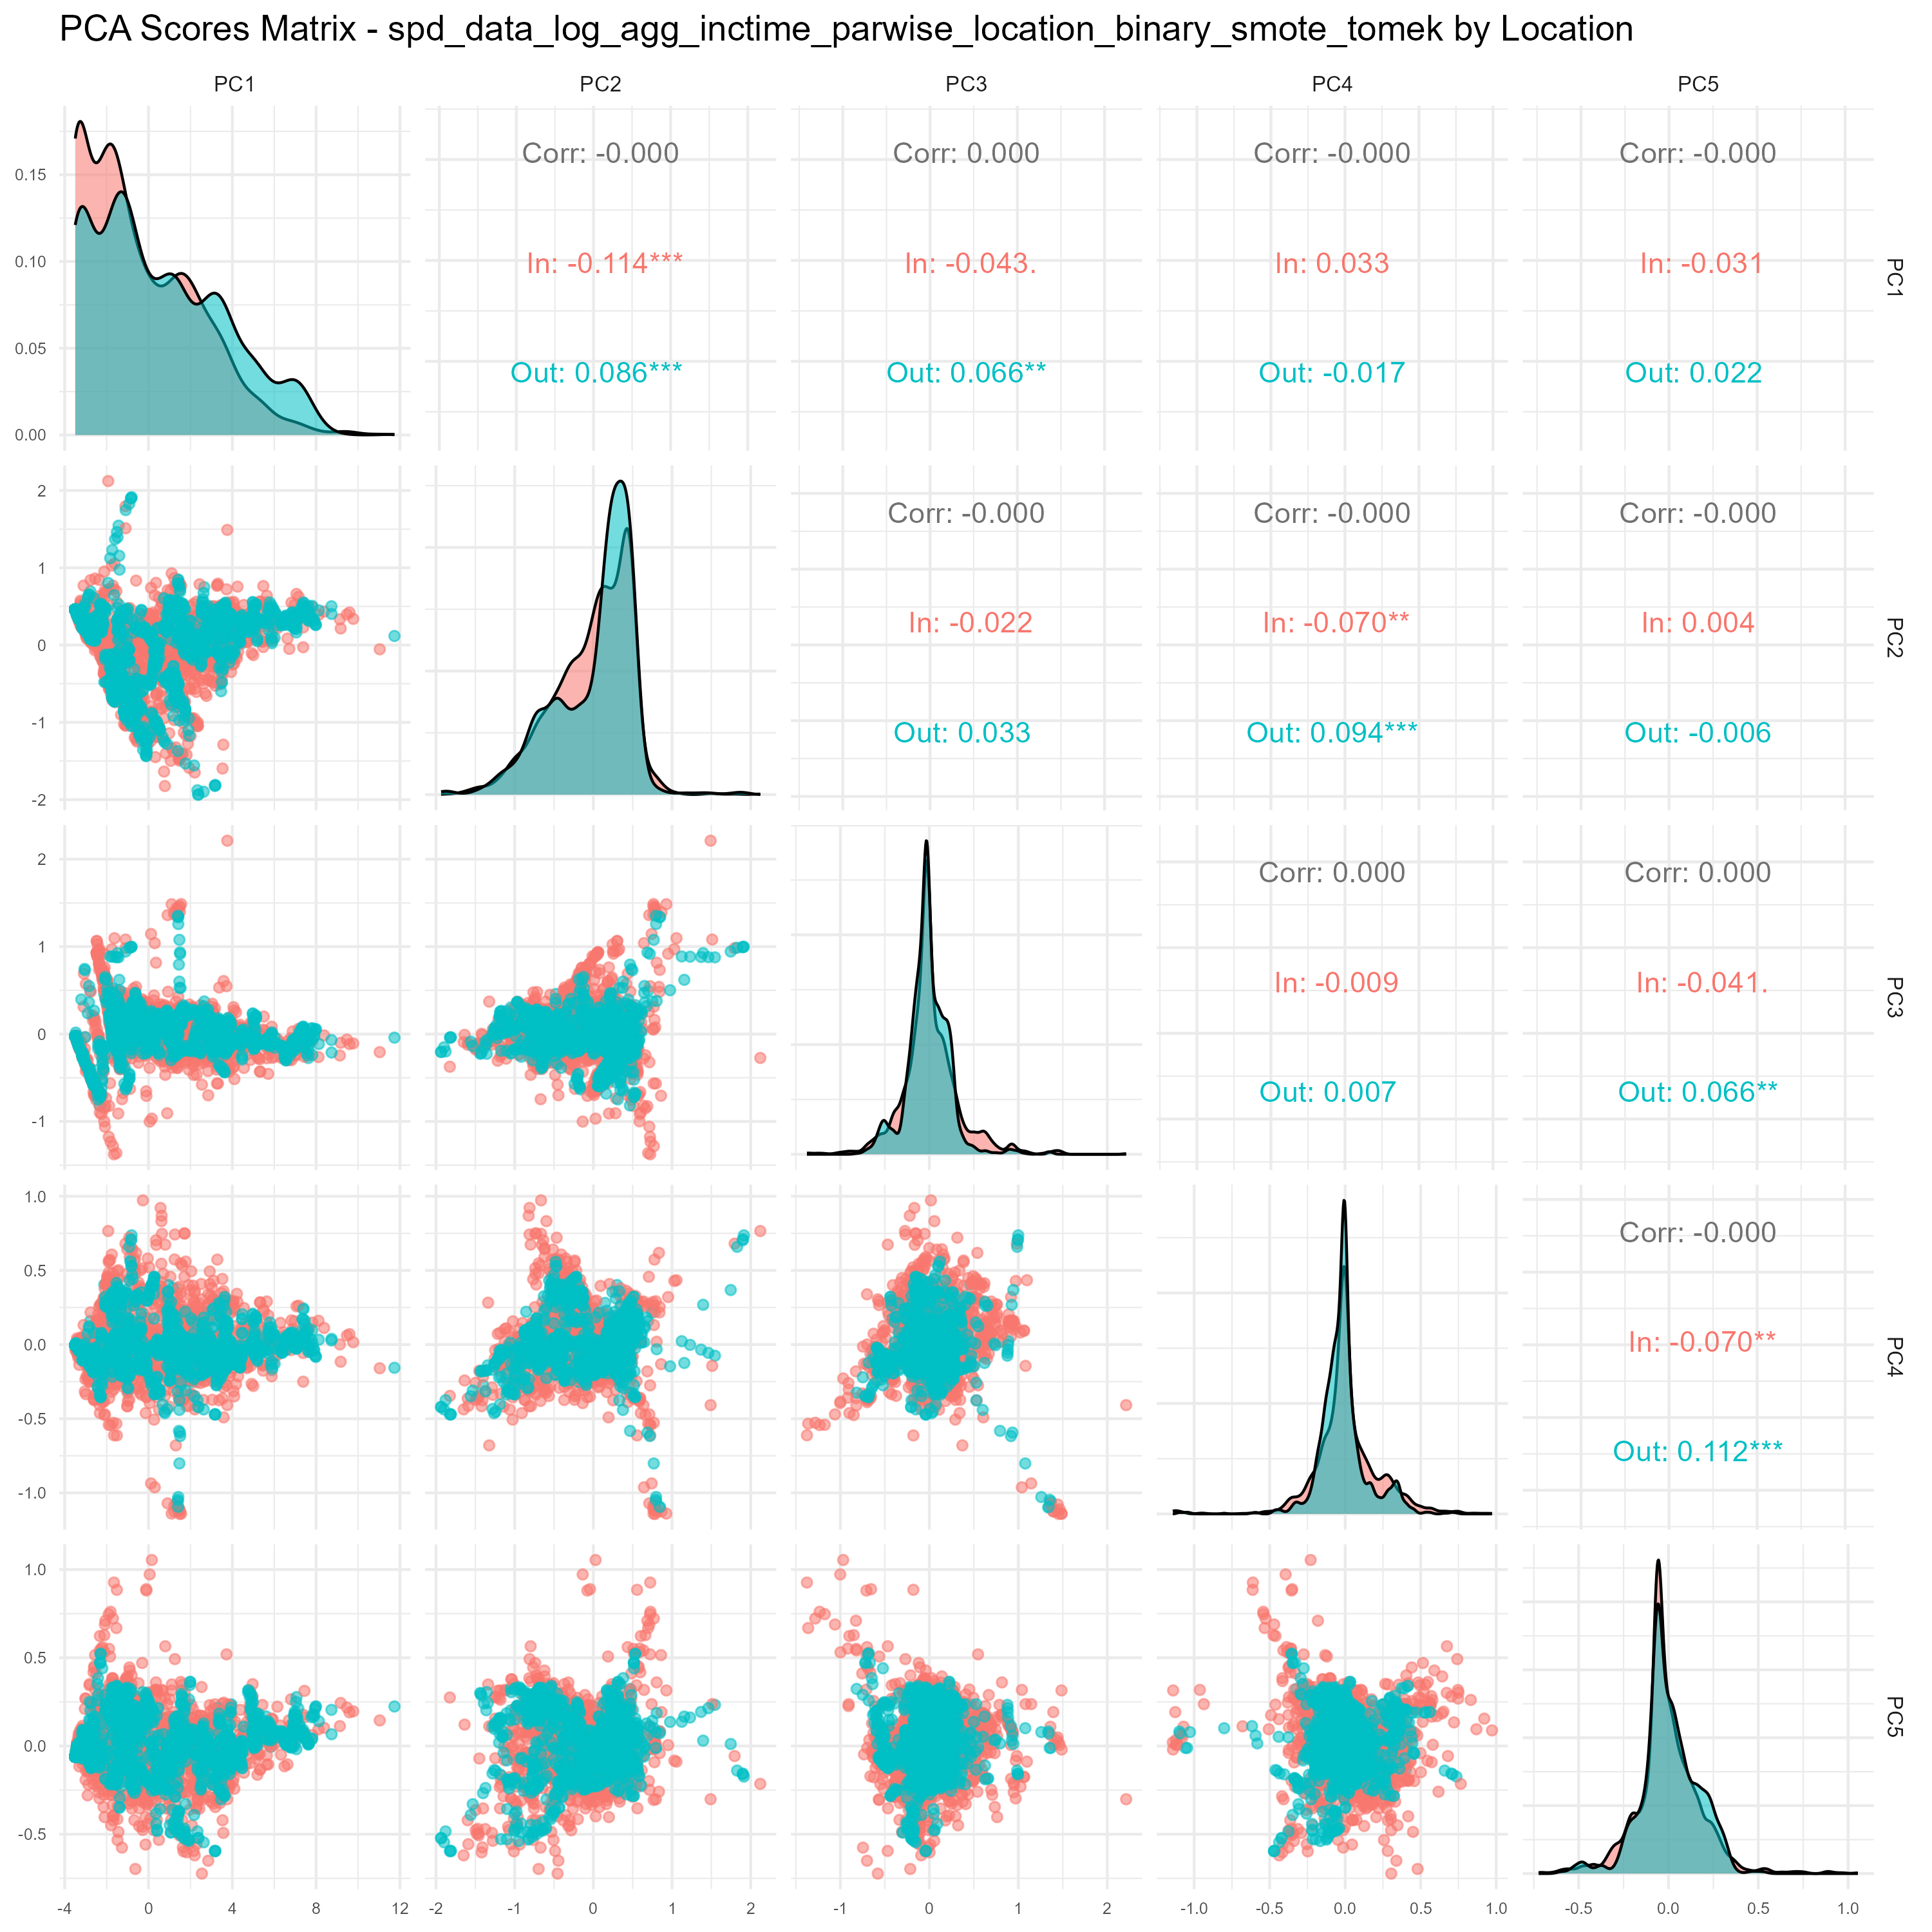 PCA Scores Matrix - spd_data_log_agg_inctime_parwise_location_binary_smote_tomek by Location
PC1 PC2 PC3 PC4 PC5
0.15
0.10
0.05
0.00
Corr: -0.000
In: -0.114***
Out: 0.086***
Corr: 0.000
In: -0.043.
Out: 0.066**
Corr: -0.000
In: 0.033
Out: -0.017
Corr: -0.000
In: -0.031
Out: 0.022
PC1
2
1
0
-1
-2
Corr: -0.000
In: -0.022
Out: 0.033
Corr: -0.000
In: -0.070**
Out: 0.094***
Corr: -0.000
In: 0.004
Out: -0.006
PC2
2
1
0
-1
Corr: 0.000
In: -0.009
Out: 0.007
Corr: 0.000
In: -0.041.
Out: 0.066**
PC3
1.0
0.5
0.0
-0.5
-1.0
Corr: -0.000
In: -0.070**
Out: 0.112***
PC4
1.0
0.5
0.0
-0.5
PC5
-4 0 4 8 12
-2 -1 0 1 2
-1 0 1 2
-1.0 -0.5 0.0 0.5 1.0
-0.5 0.0 0.5 1.0